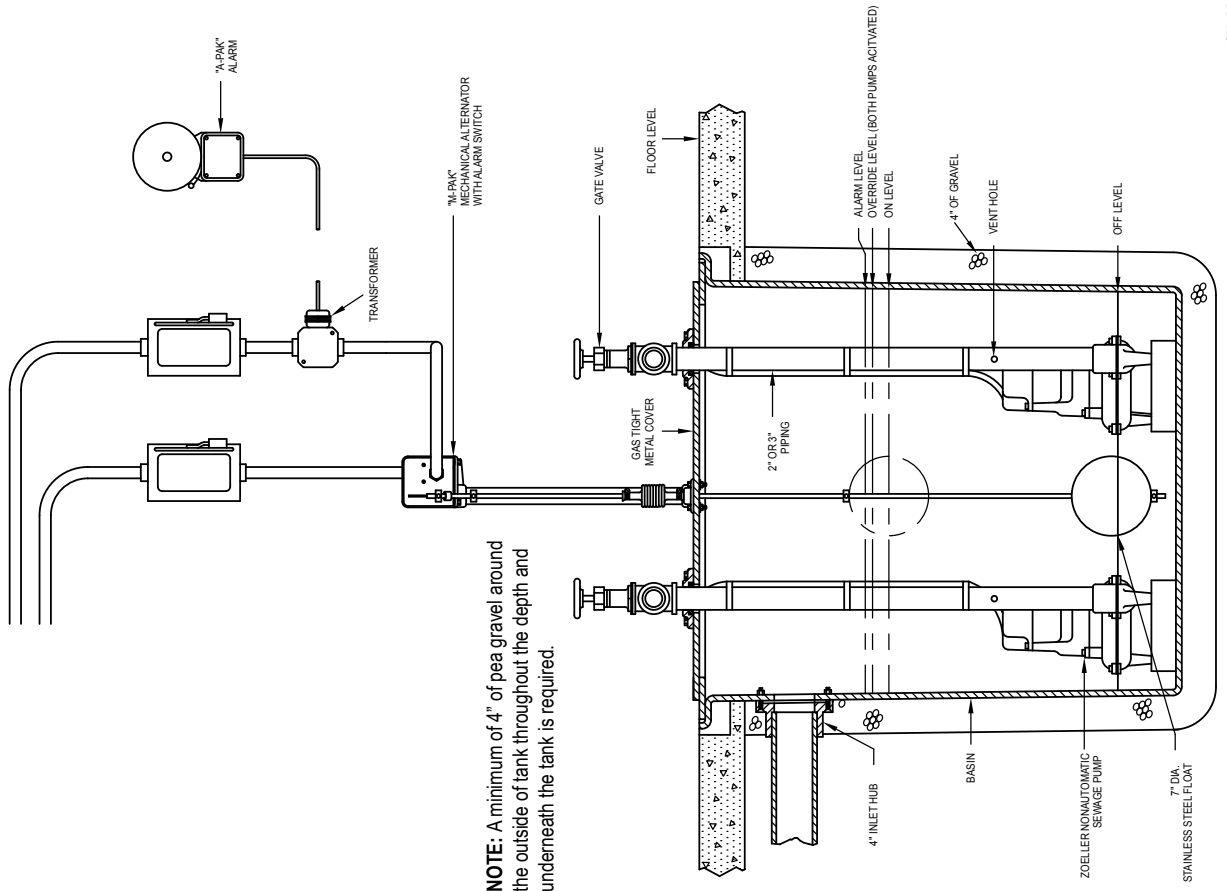 "A-PAK"
ALARM
TRANSFORMER
"M-PAK"
MECHANICAL ALTERNATOR
WITH ALARM SWITCH
NOTE: A minimum of 4" of pea gravel around
the outside of tank throughout the depth and
underneath the tank is required.
GATE VALVE
FLOOR LEVEL
GAS TIGHT
METAL COVER
2" OR 3"
PIPING
ALARM LEVEL
OVERRIDE LEVEL (BOTH PUMPS ACITVATED)
ON LEVEL
4" OF GRAVEL
VENT HOLE
OFF LEVEL
4" INLET HUB
BASIN
ZOELLER NONAUTOMATIC
SEWAGE PUMP
7" DIA.
STAINLESS STEEL FLOAT